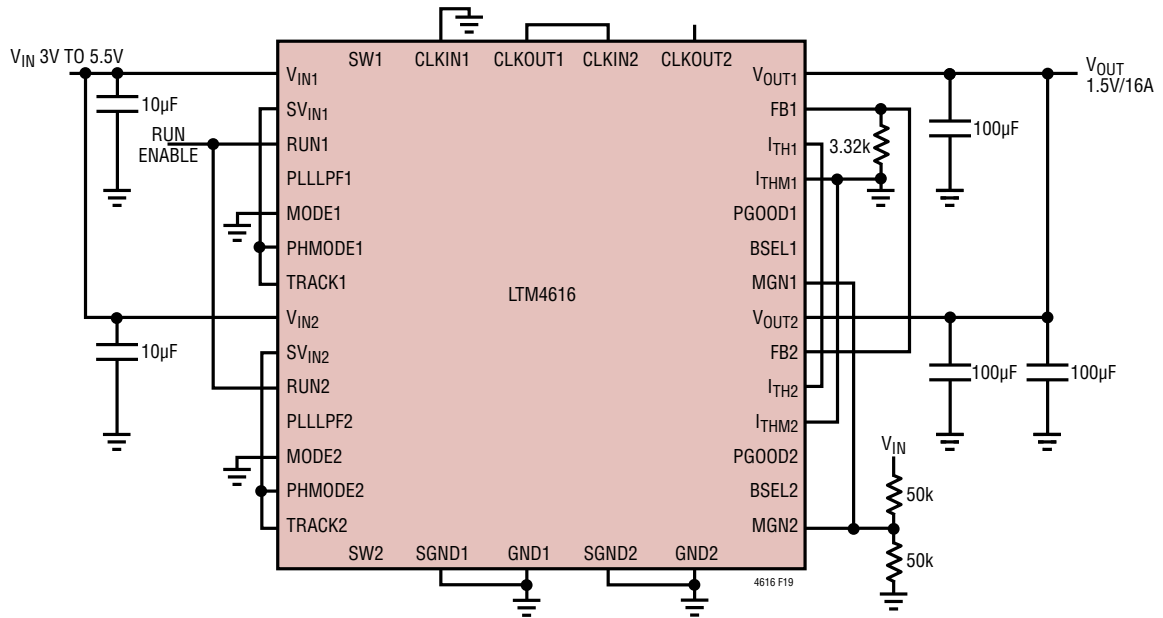 V_IN 3V TO 5.5V
10µF
RUN
ENABLE
10µF
SW1
CLKIN1
CLKOUT1
CLKIN2
CLKOUT2
V_IN1
SV_IN1
RUN1
PLLLPF1
MODE1
PHMODE1
TRACK1
V_IN2
SV_IN2
RUN2
PLLLPF2
MODE2
PHMODE2
TRACK2
LTM4616
V_OUT1
FB1
I_TH1
I_THM1
PGOOD1
BSEL1
MGN1
V_OUT2
FB2
I_TH2
I_THM2
PGOOD2
BSEL2
MGN2
SW2
SGND1
GND1
SGND2
GND2
V_OUT
1.5V/16A
3.32k
100µF
100µF
100µF
V_IN
50k
50k
4616 F19